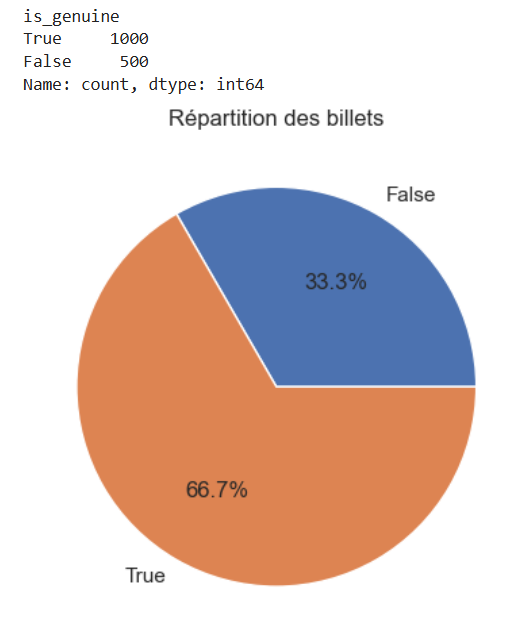 is_genuine
True     1000
False     500
Name: count, dtype: int64
Répartition des billets
False
33.3%
66.7%
True